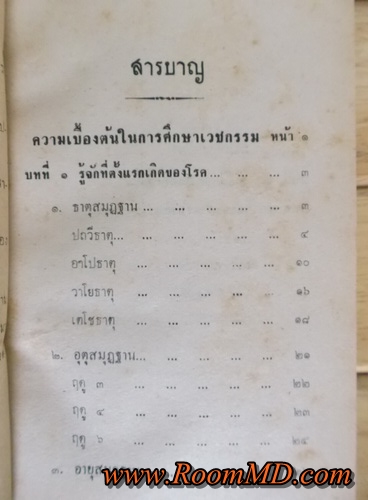 สารบาญ
ความเบื้องต้นในการศึกษาเวชกรรม หน้า ๑
บทที่ ๑ รู้จักที่ตั้งแรกเกิดของโรค ... ... ... ๓
๑. ธาตุสมุฏฐาน ... ... ... ... ... ๓
ปถวีธาตุ... ... ... ... ... ๔
อาโปธาตุ ... ... ... ... ๑๐
วาโยธาตุ ... ... ... ... ๑๖
เตโชธาตุ ... ... ... ... ๑๘
๒. อุตุสมุฏฐาน... ... ... ... ... ๒๑
ฤดู ๓ ... ... ... ... ... ๒๒
ฤดู ๔ ... ... ... ... ... ๒๓
ฤดู ๖ ... ... ... ... ... ๒๔
๓.
www.RoomMD.com